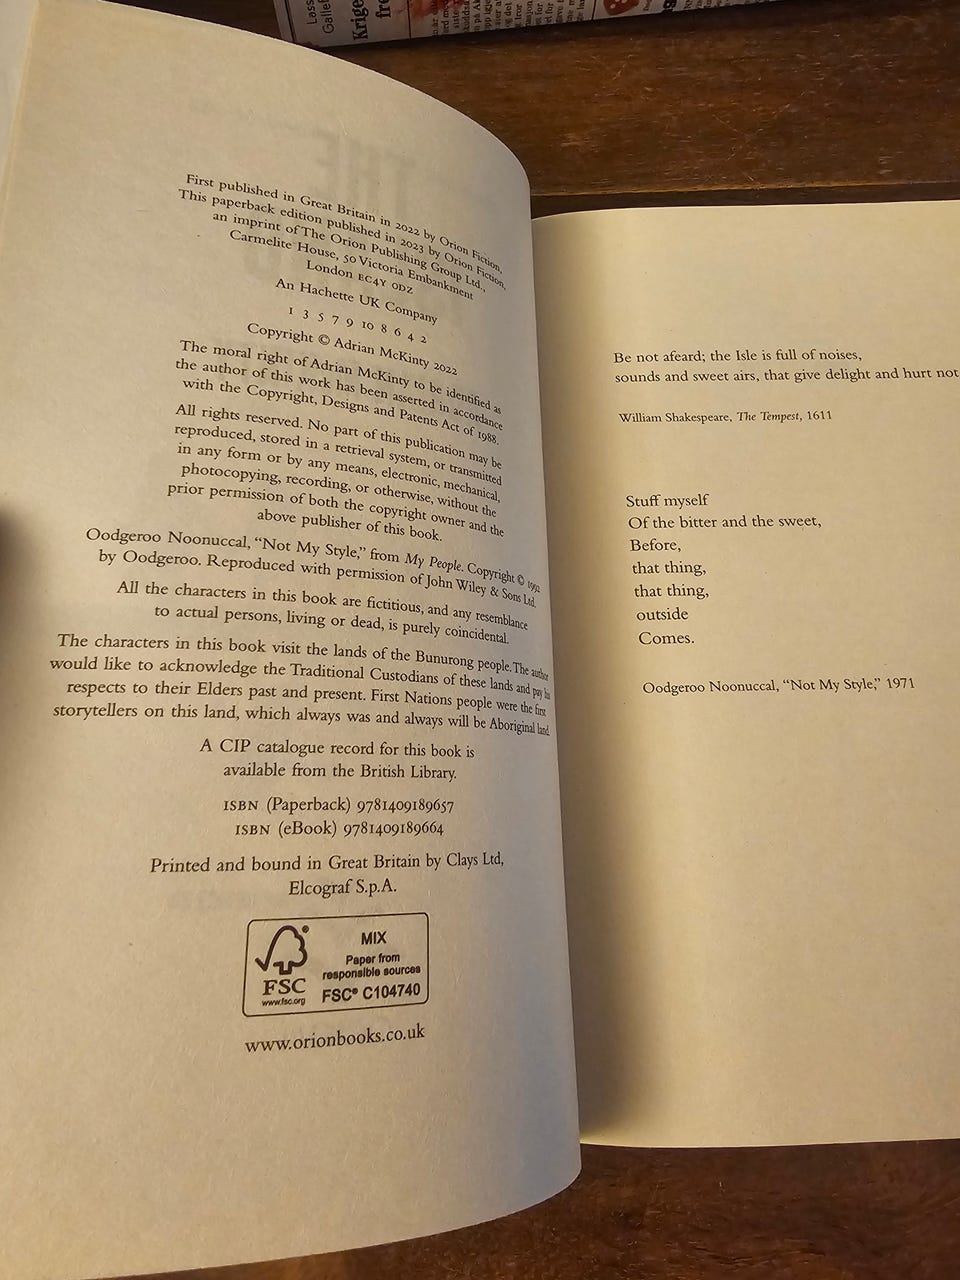 First published in Great Britain in 2022 by Orion Fiction,
This paperback edition published in 2023 by Orion Fiction,
an imprint of The Orion Publishing Group Ltd.,
Carmelite House, 50 Victoria Embankment
London EC4Y 0DZ
An Hachette UK Company
1 3 5 7 9 10 8 6 4 2
Copyright © Adrian McKinty 2022
The moral right of Adrian McKinty to be identified as
the author of this work has been asserted in accordance
with the Copyright, Designs and Patents Act of 1988.
All rights reserved. No part of this publication may be
reproduced, stored in a retrieval system, or transmitted
in any form or by any means, electronic, mechanical,
photocopying, recording, or otherwise, without the
prior permission of both the copyright owner and the
above publisher of this book.
Oodgeroo Noonuccal, “Not My Style,” from My People. Copyright © 1992
by Oodgeroo. Reproduced with permission of John Wiley & Sons Ltd.
All the characters in this book are fictitious, and any resemblance
to actual persons, living or dead, is purely coincidental.
The characters in this book visit the lands of the Bunurong people. The author
would like to acknowledge the Traditional Custodians of these lands and pay his
respects to their Elders past and present. First Nations people were the first
storytellers on this land, which always was and always will be Aboriginal land.
A CIP catalogue record for this book is
available from the British Library.
ISBN (Paperback) 9781409189657
ISBN (eBook) 9781409189664
Printed and bound in Great Britain by Clays Ltd,
Elcograf S.p.A.
FSC
www.fsc.org
MIX
Paper from
responsible sources
FSC® C104740
www.orionbooks.co.uk
Be not afeard; the Isle is full of noises,
sounds and sweet airs, that give delight and hurt not
William Shakespeare, The Tempest, 1611
Stuff myself
Of the bitter and the sweet,
Before,
that thing,
that thing,
outside
Comes.
Oodgeroo Noonuccal, “Not My Style,” 1971